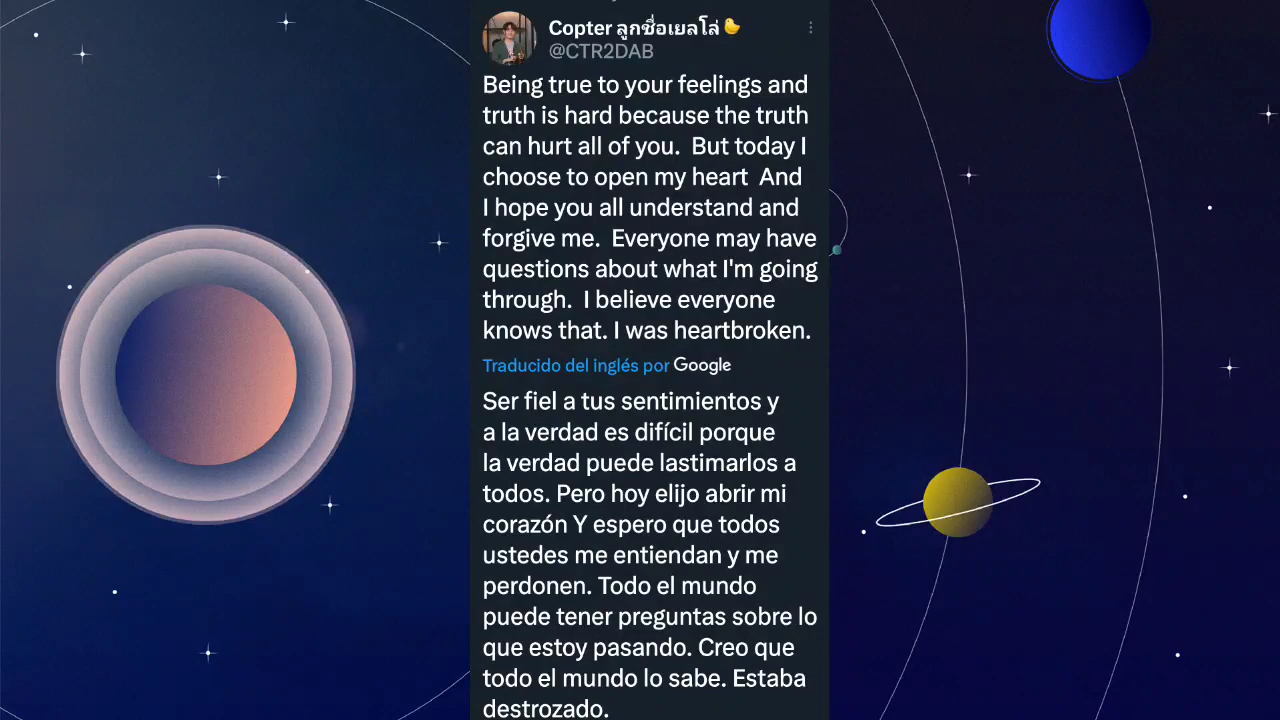 Copter ลูกชื่อเยลโล่ 🐤
@CTR2DAB
Being true to your feelings and
truth is hard because the truth
can hurt all of you.  But today I
choose to open my heart  And
I hope you all understand and
forgive me.  Everyone may have
questions about what I'm going
through.  I believe everyone
knows that. I was heartbroken.
Traducido del inglés por Google
Ser fiel a tus sentimientos y
a la verdad es difícil porque
la verdad puede lastimarlos a
todos. Pero hoy elijo abrir mi
corazón Y espero que todos
ustedes me entiendan y me
perdonen. Todo el mundo
puede tener preguntas sobre lo
que estoy pasando. Creo que
todo el mundo lo sabe. Estaba
destrozado.